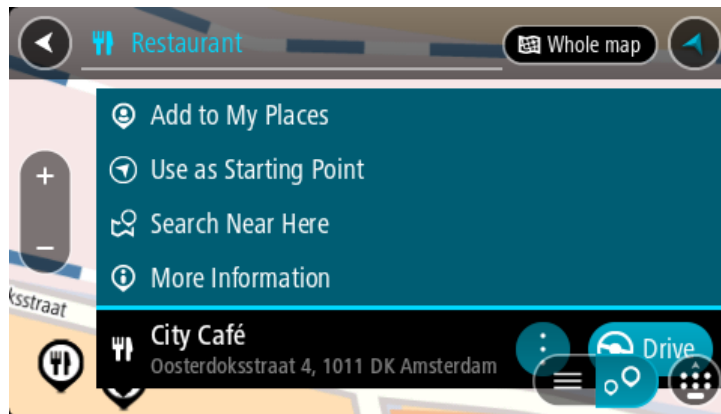 Restaurant
Whole map
Add to My Places
Use as Starting Point
Search Near Here
More Information
ksstraat
City Café
Oosterdoksstraat 4, 1011 DK Amsterdam
Drive